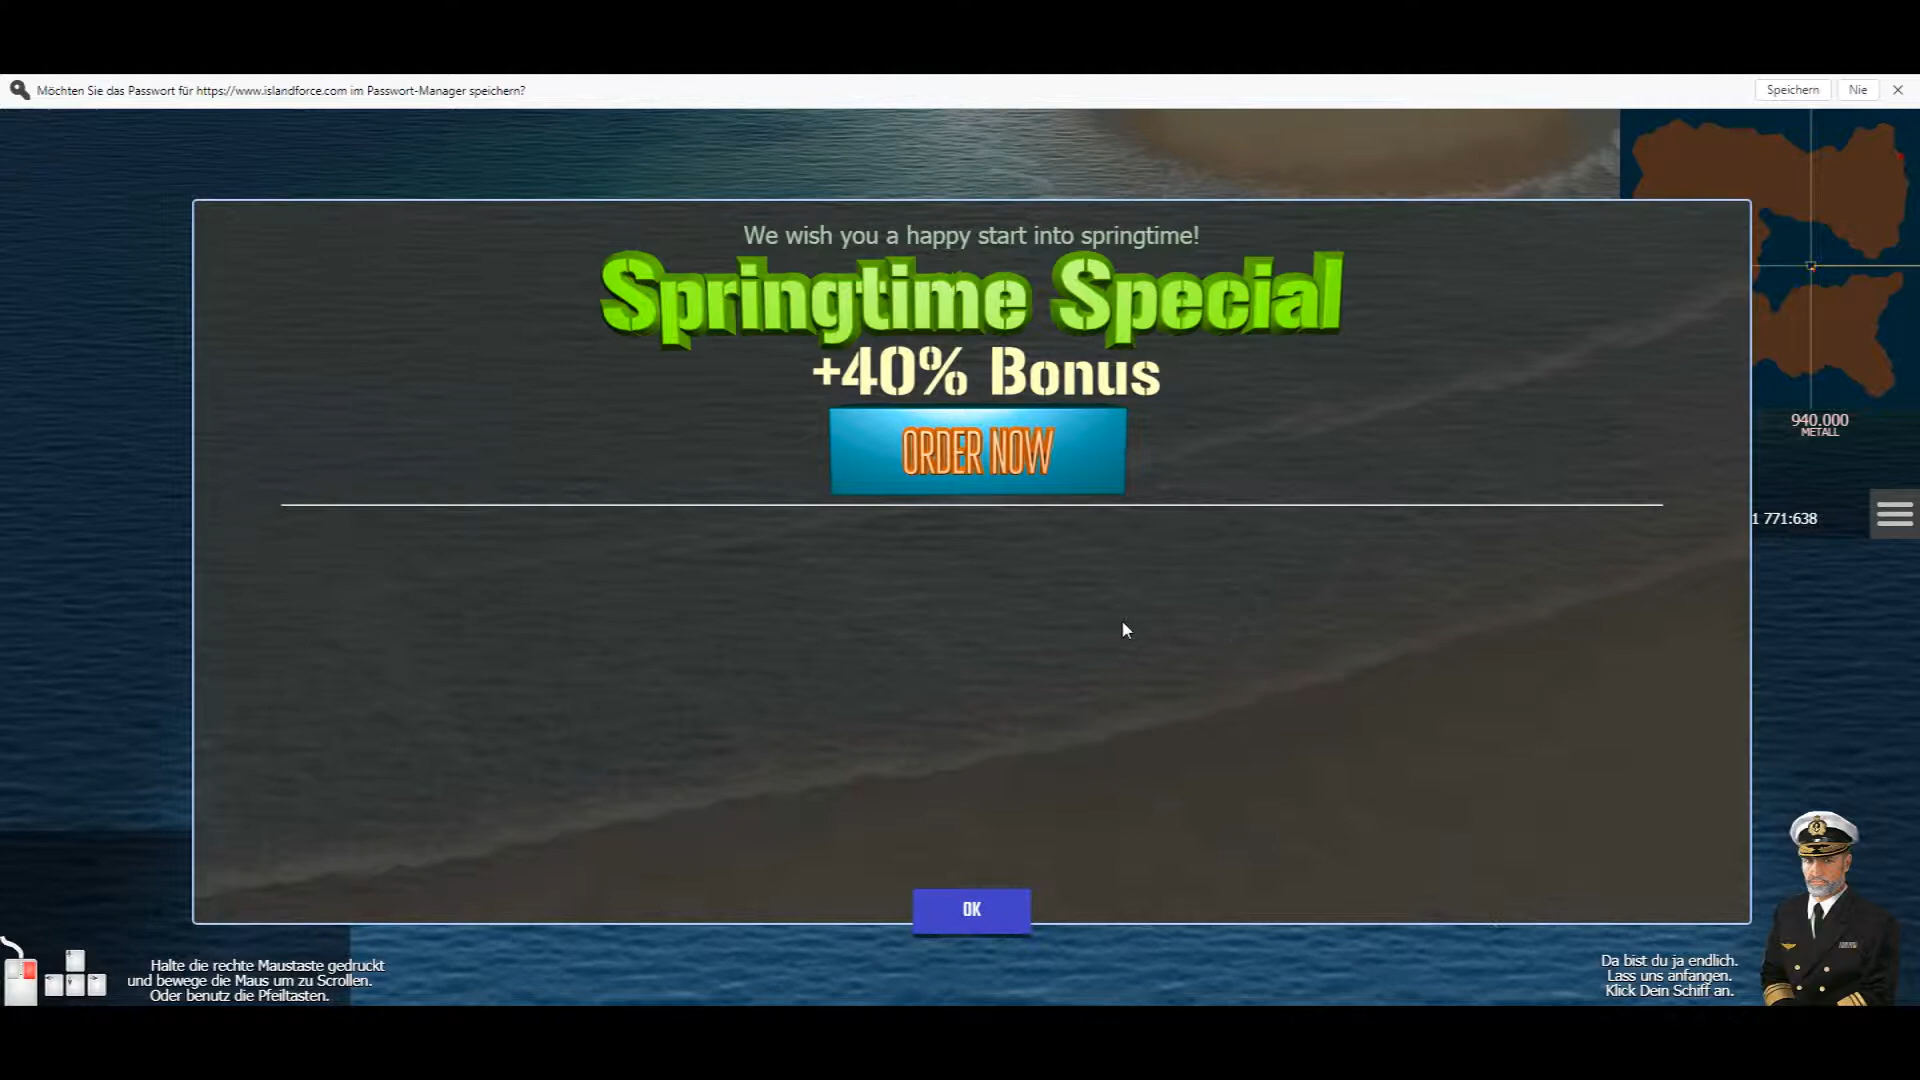 Möchten Sie das Passwort für https://www.islandforce.com im Passwort-Manager speichern?
Speichern
Nie
We wish you a happy start into springtime!
Springtime Special
+40% Bonus
ORDER NOW
940.000
METALL
1 771:638
OK
Halte die rechte Maustaste gedruckt
und bewege die Maus um zu Scrollen.
Oder benutz die Pfeiltasten.
Da bist du ja endlich.
Lass uns anfangen.
Klick Dein Schiff an.